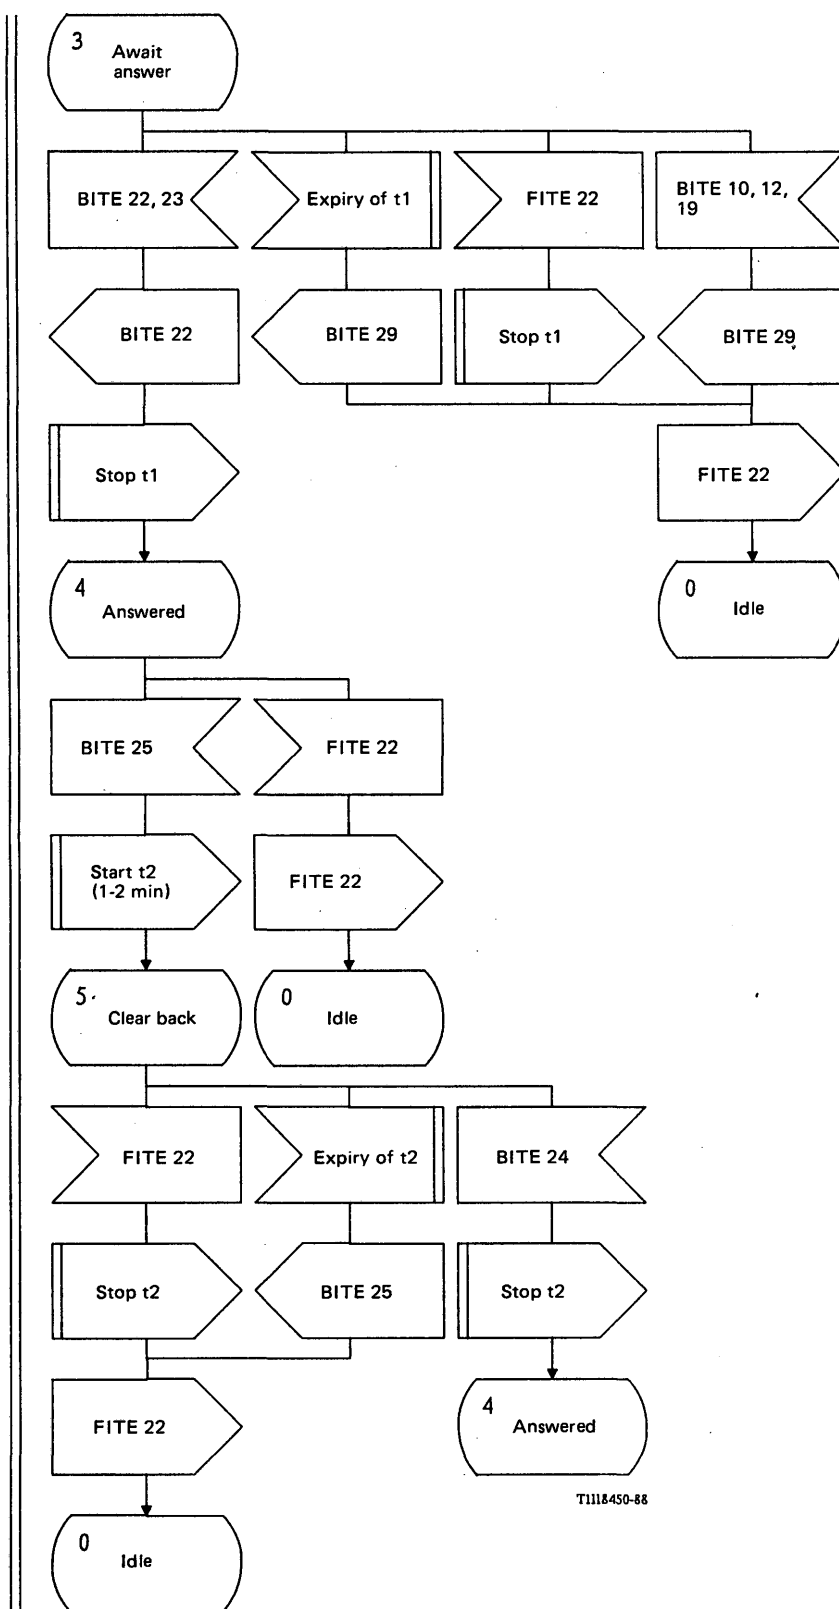 3
Await
answer
BITE 22, 23
Expiry of t1
FITE 22
BITE 10, 12,
19
BITE 22
BITE 29
Stop t1
BITE 29
Stop t1
FITE 22
4
Answered
0
Idle
BITE 25
FITE 22
Start t2
(1-2 min)
FITE 22
5
Clear back
0
Idle
FITE 22
Expiry of t2
BITE 24
Stop t2
BITE 25
Stop t2
FITE 22
4
Answered
T1118450-88
0
Idle